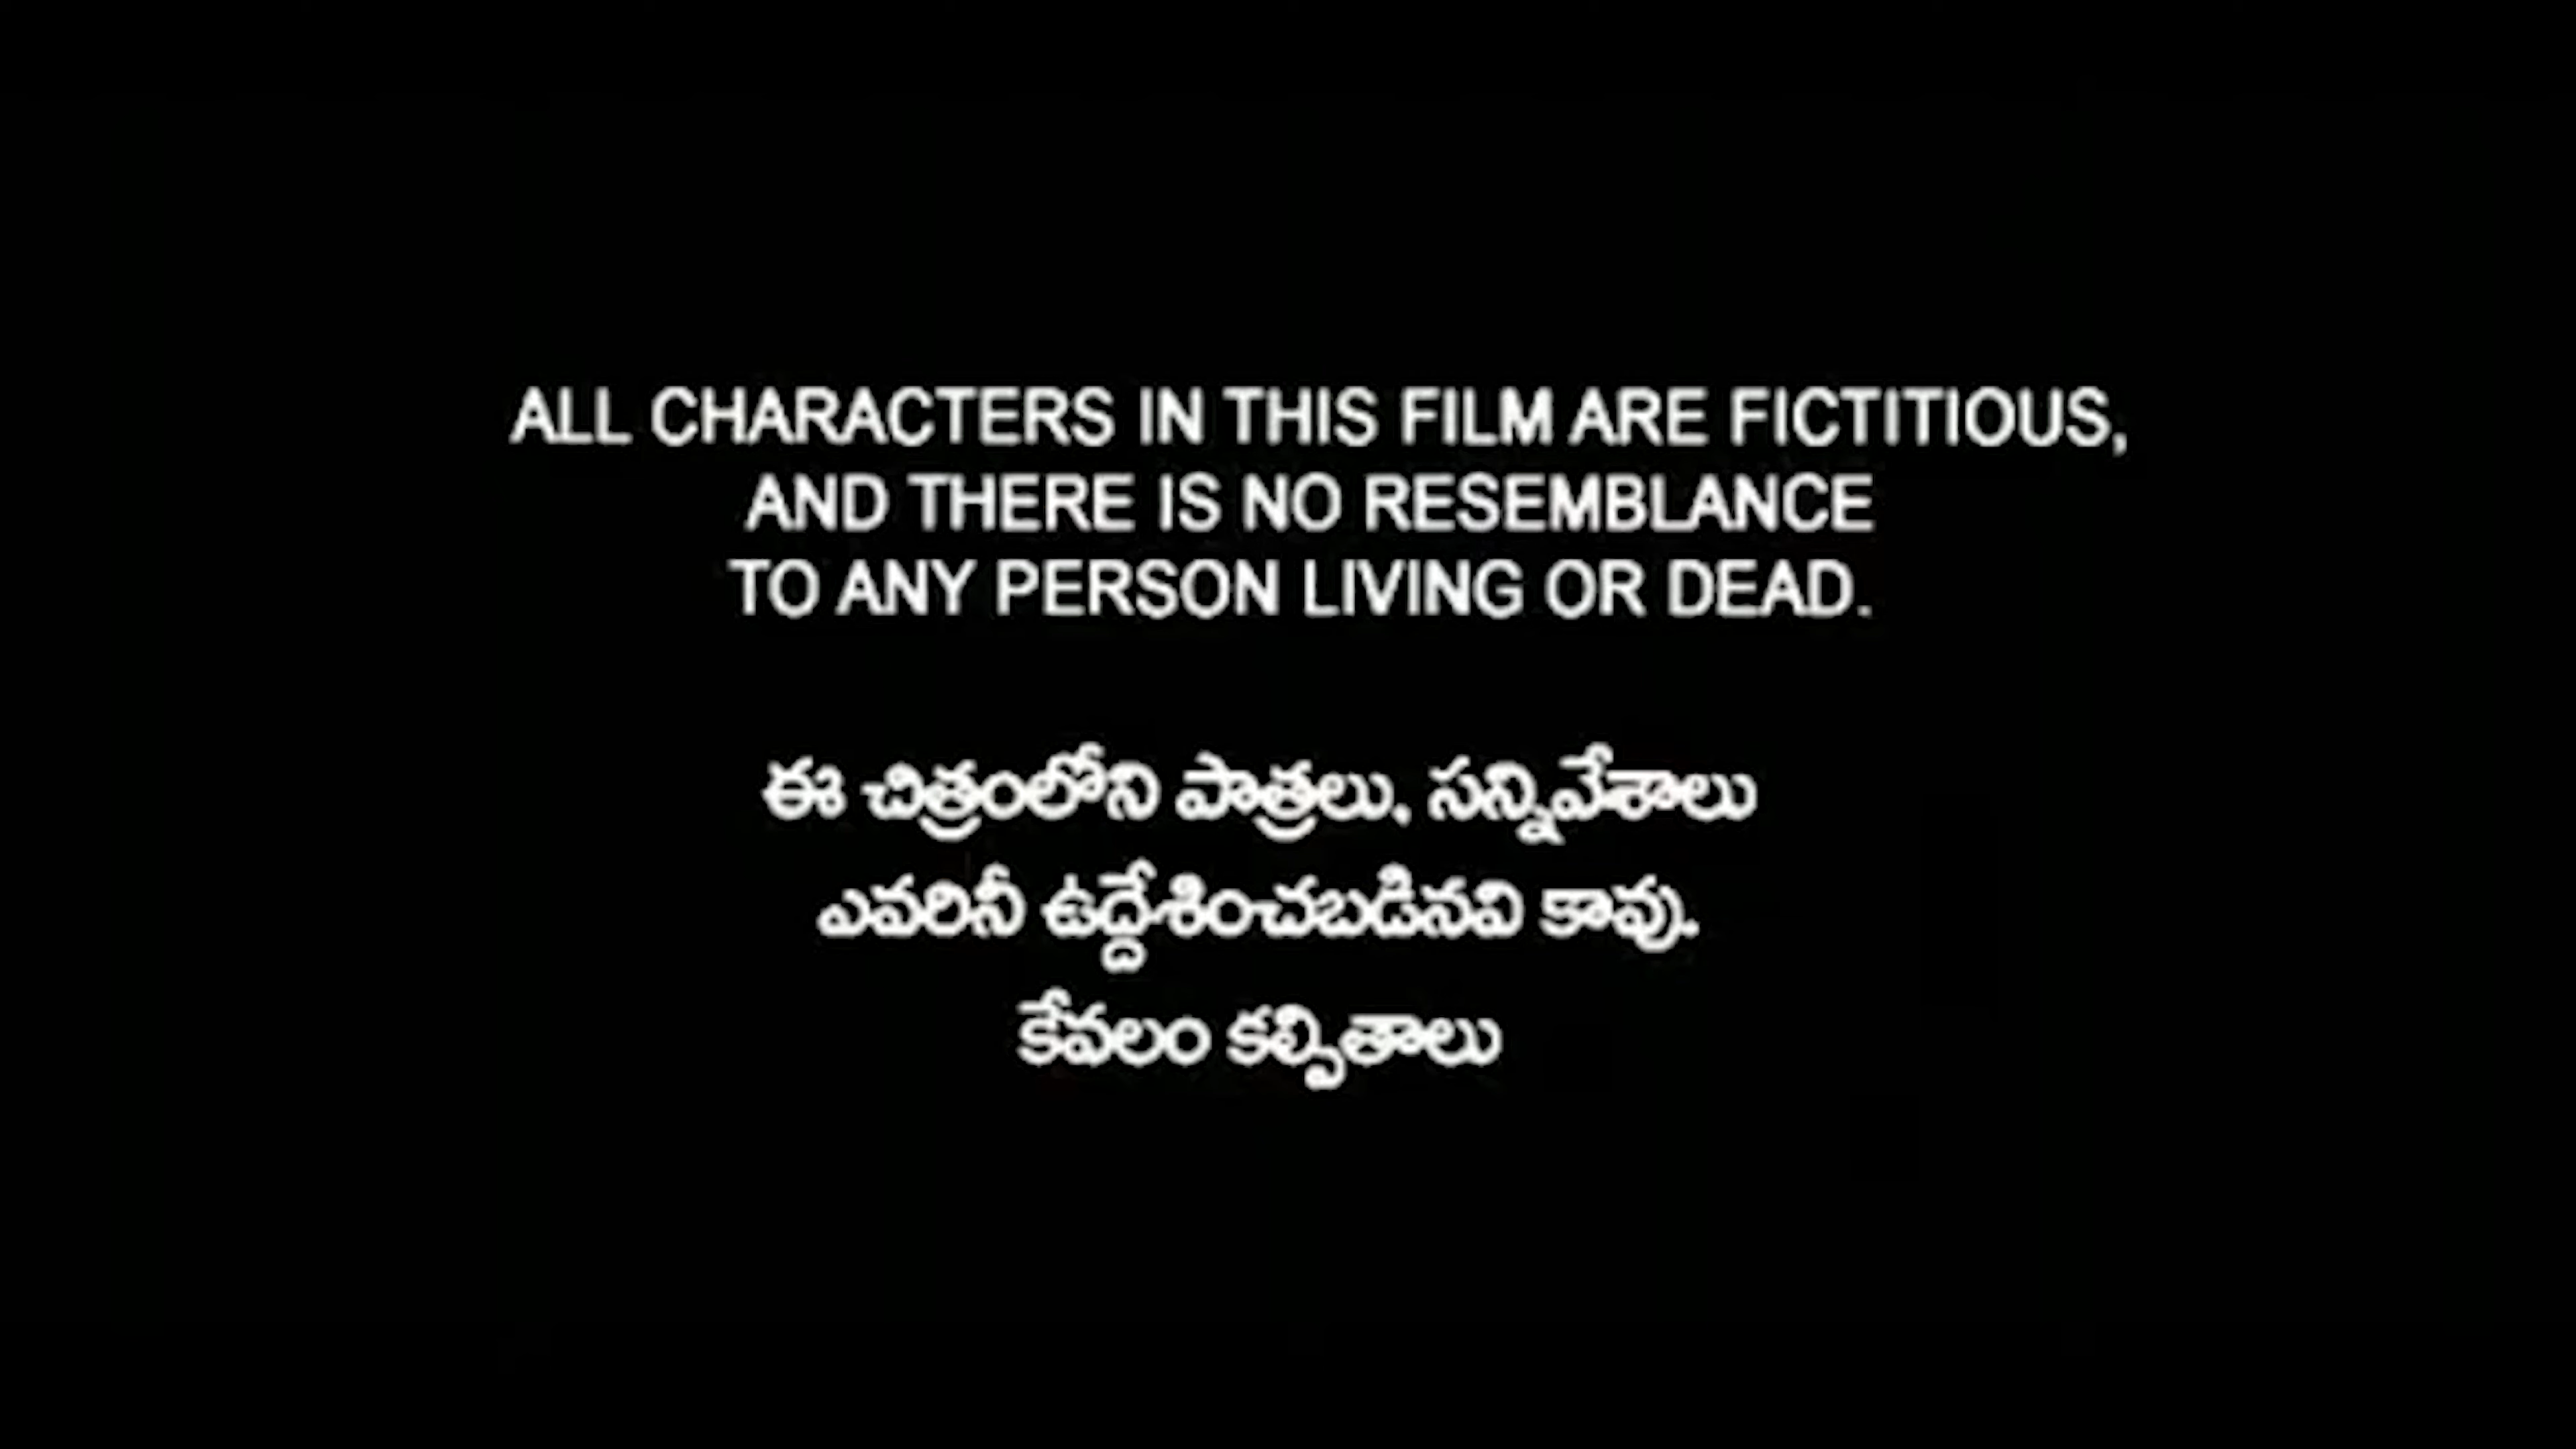 ALL CHARACTERS IN THIS FILM ARE FICTITIOUS,
AND THERE IS NO RESEMBLANCE
TO ANY PERSON LIVING OR DEAD.
ఈ చిత్రంలోని పాత్రలు, సన్నివేశాలు
ఎవరినీ ఉద్దేశించబడినవి కావు.
కేవలం కల్పితాలు